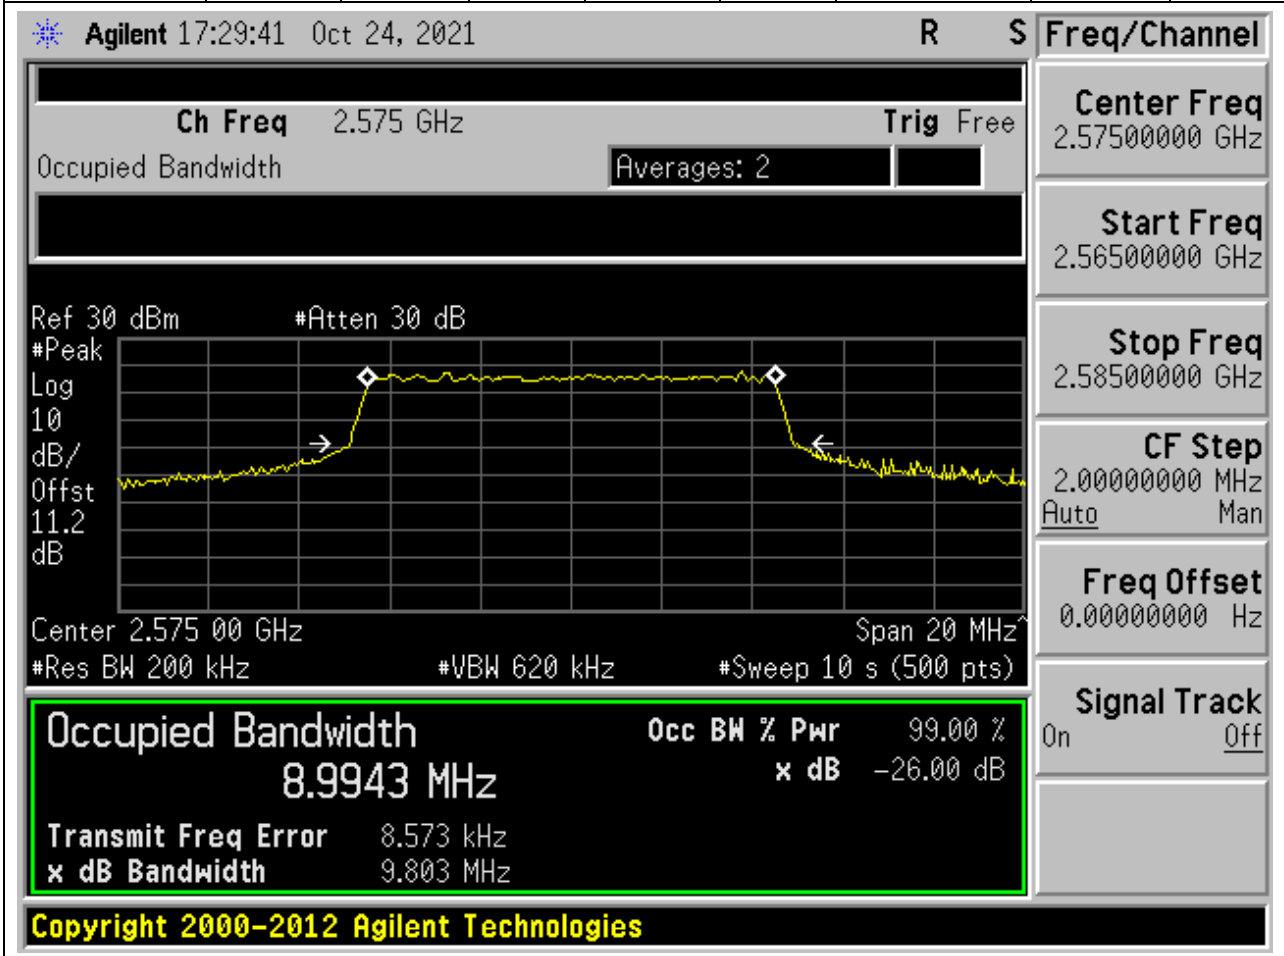 Agilent 17:29:41 Oct 24, 2021 R S
Freq/Channel
Ch Freq 2.575 GHz Trig Free
Occupied Bandwidth Averages: 2
Ref 30 dBm #Atten 30 dB
#Peak
Log
10
dB/
Offst
11.2
dB
Center 2.575 00 GHz Span 20 MHz^
#Res BW 200 kHz #VBW 620 kHz #Sweep 10 s (500 pts)
Occupied Bandwidth Occ BW % Pwr 99.00 %
8.9943 MHz x dB -26.00 dB
Transmit Freq Error 8.573 kHz
x dB Bandwidth 9.803 MHz
Copyright 2000-2012 Agilent Technologies
Center Freq
2.57500000 GHz
Start Freq
2.56500000 GHz
Stop Freq
2.58500000 GHz
CF Step
2.00000000 MHz
Auto Man
Freq Offset
0.00000000 Hz
Signal Track
On Off